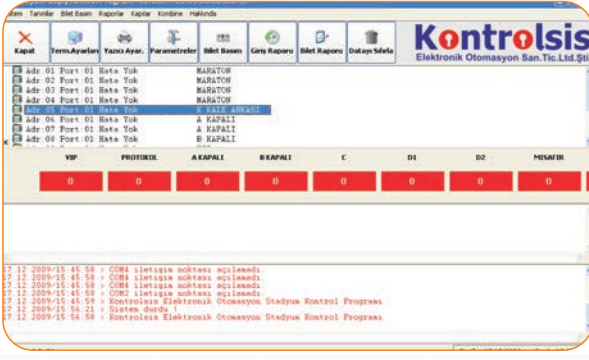 Tanımlar Bilet Basım Raporlar Kapılar Kombine Hakkında
Kapat Term.Ayarları Yazıcı Ayar. Parametreler Bilet Basım Giriş Raporu Bilet Raporu Datayı Sıfırla
Kontrolsis
Elektronik Otomasyon San.Tic.Ltd.Şti
Adr:01 Port:01 Hata Yok MARATON
Adr:02 Port:01 Hata Yok MARATON
Adr:03 Port:01 Hata Yok MARATON
Adr:04 Port:01 Hata Yok MARATON
Adr:05 Port:01 Hata Yok K KALE ARKASI
Adr:06 Port:01 Hata Yok A KAPALI
Adr:07 Port:01 Hata Yok A KAPALI
Adr:08 Port:01 Hata Yok B KAPALI
VIP PROTOKOL A KAPALI B KAPALI C D1 D2 MISAFIR
0 0 0 0 0 0 0 0
17.12.2009/15:45:58 > COM4 iletişim noktası açılamadı.
17.12.2009/15:45:58 > COM4 iletişim noktası açılamadı.
17.12.2009/15:45:58 > COM4 iletişim noktası açılamadı.
17.12.2009/15:45:58 > COM2 iletişim noktası açılamadı.
17.12.2009/15:45:59 > Kontrolsis Elektronik Otomasyon Stadyum Kontrol Programı
17.12.2009/15:56:21 > Sistem durdu !
17.12.2009/15:56:58 > Kontrolsis Elektronik Otomasyon Stadyum Kontrol Programı